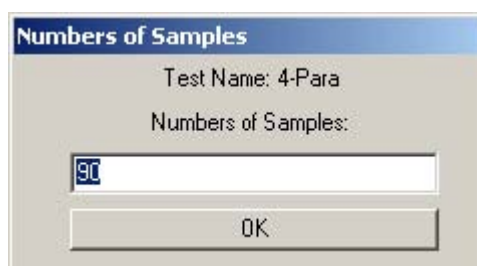 Numbers of Samples
Test Name: 4-Para
Numbers of Samples:
90
OK